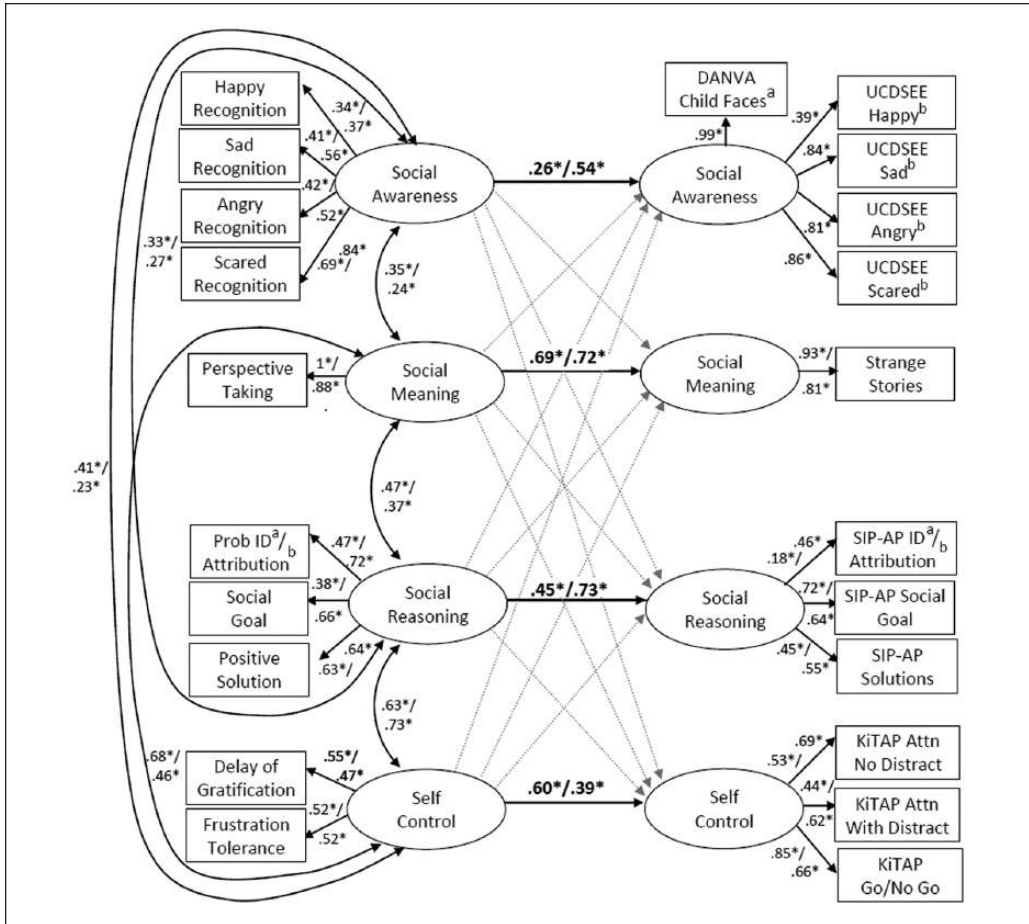 Happy
Recognition
Sad
Recognition
Angry
Recognition
Scared
Recognition
.34*/
.37*
.41*/
.56*
.42*/
.52*
.84*
.69*/
Social
Awareness
.26*/.54*
Social
Awareness
DANVA
Child Faces^a
.99*
.39*
.84*
.81*
.86*
UCDSEE
Happy^b
UCDSEE
Sad^b
UCDSEE
Angry^b
UCDSEE
Scared^b
.33*/
.27*
.35*/
.24*
Perspective
Taking
1*/
.88*
Social
Meaning
.69*/.72*
Social
Meaning
.93*/
.81*
Strange
Stories
.41*/
.23*
.47*/
.37*
Prob ID^a/b
Attribution
Social
Goal
Positive
Solution
.47*/
.72*
.38*/
.66*
.64*
.63*/
Social
Reasoning
.45*/.73*
Social
Reasoning
.46*
.18*/
.72*/
.64*
.45*/
.55*
SIP-AP ID^a/b
Attribution
SIP-AP Social
Goal
SIP-AP
Solutions
.63*/
.73*
.68*/
.46*
Delay of
Gratification
Frustration
Tolerance
.55*/
.47*
.52*/
.52*
Self
Control
.60*/.39*
Self
Control
.69*
.53*/
.44*/
.62*
.85*/
.66*
KiTAP Attn
No Distract
KiTAP Attn
With Distract
KiTAP
Go/No Go